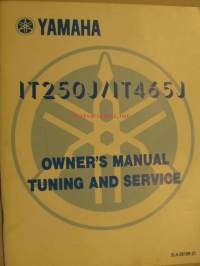 YAMAHA
IT250J/IT465J
OWNER'S MANUAL
TUNING AND SERVICE